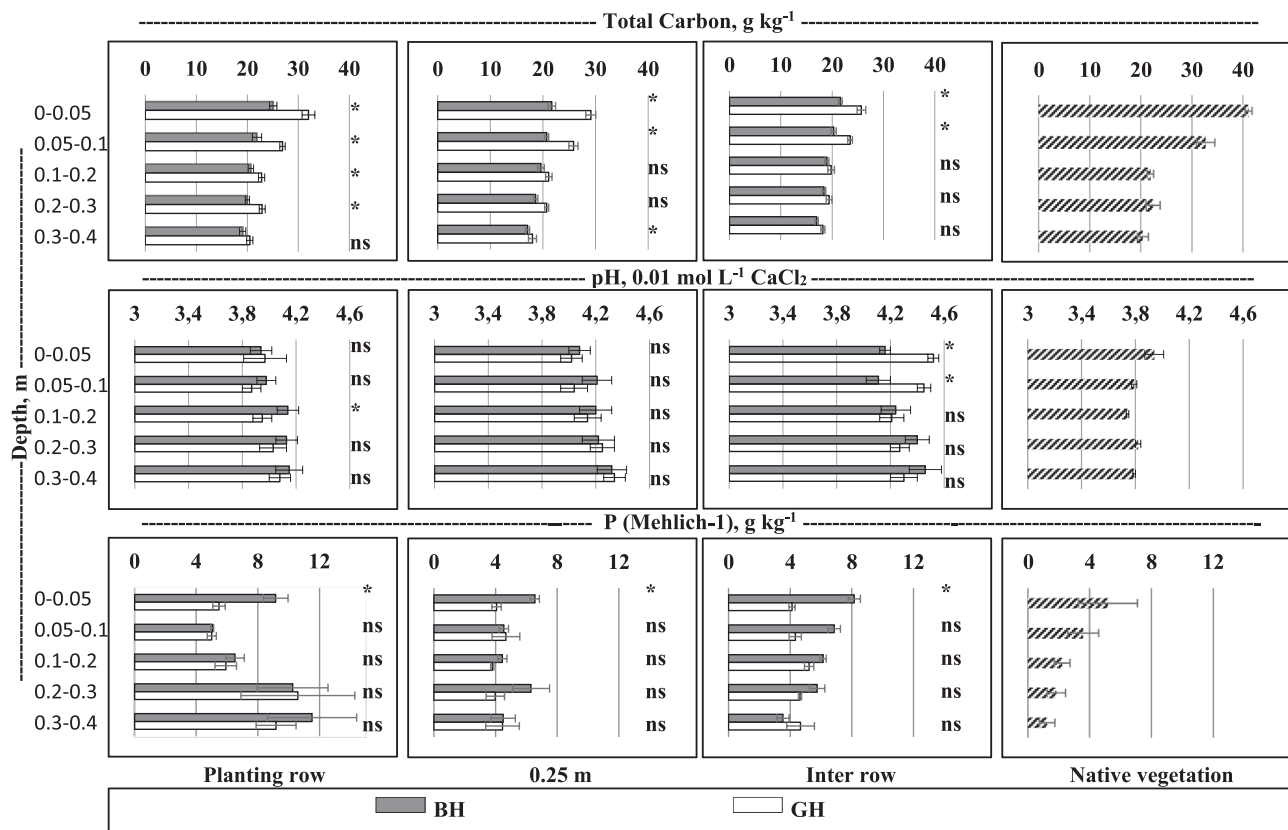 Total Carbon, g kg-1
0 10 20 30 40 0 10 20 30 40 0 10 20 30 40 0 10 20 30 40
0-0.05 * * *
0.05-0.1 * * *
0.1-0.2 * ns ns
0.2-0.3 * ns ns
0.3-0.4 ns * ns
pH, 0.01 mol L-1 CaCl2
3 3,4 3,8 4,2 4,6 3 3,4 3,8 4,2 4,6 3 3,4 3,8 4,2 4,6 3 3,4 3,8 4,2 4,6
0-0.05 ns ns *
0.05-0.1 ns ns *
0.1-0.2 * ns ns
0.2-0.3 ns ns ns
0.3-0.4 ns ns ns
Depth, m
P (Mehlich-1), g kg-1
0 4 8 12 0 4 8 12 0 4 8 12 0 4 8 12
0-0.05 * * *
0.05-0.1 ns ns ns
0.1-0.2 ns ns ns
0.2-0.3 ns ns ns
0.3-0.4 ns ns ns
Planting row 0.25 m Inter row Native vegetation
BH GH